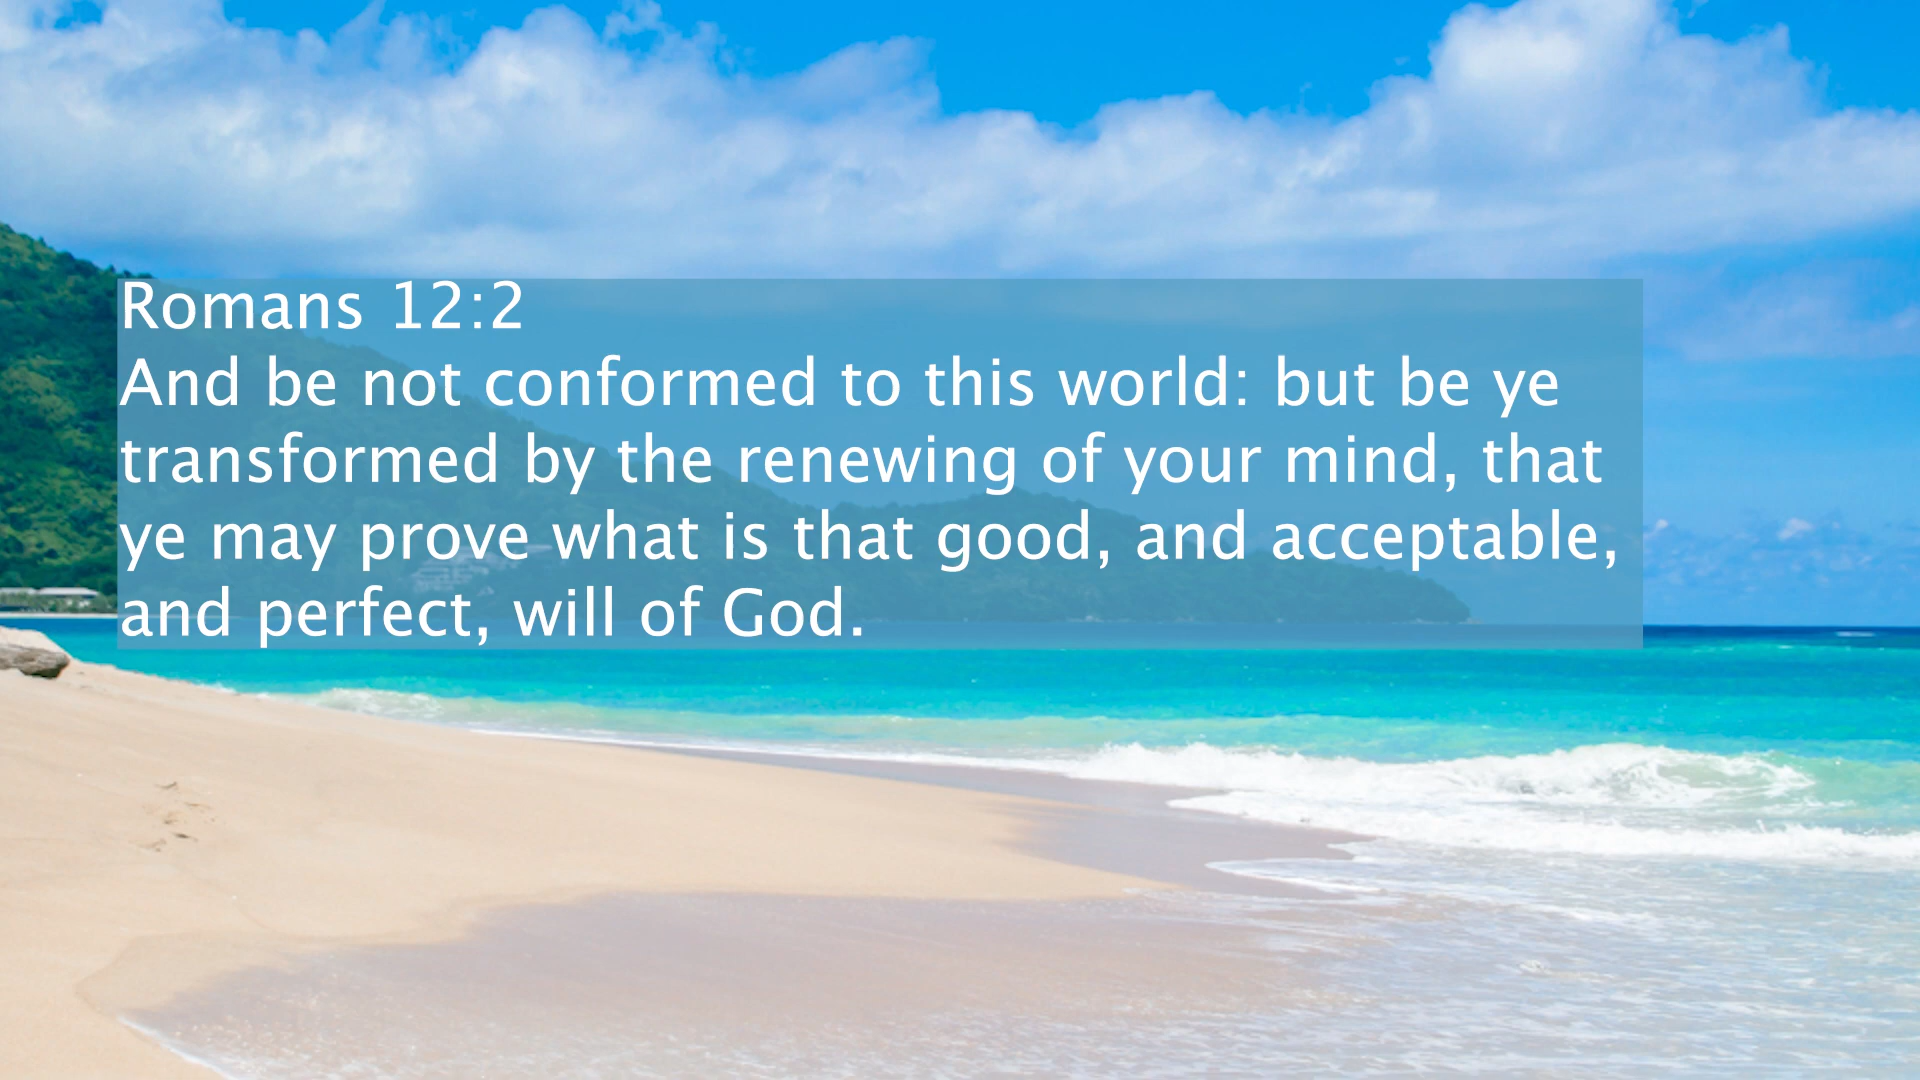 Romans 12:2
And be not conformed to this world: but be ye
transformed by the renewing of your mind, that
ye may prove what is that good, and acceptable,
and perfect, will of God.